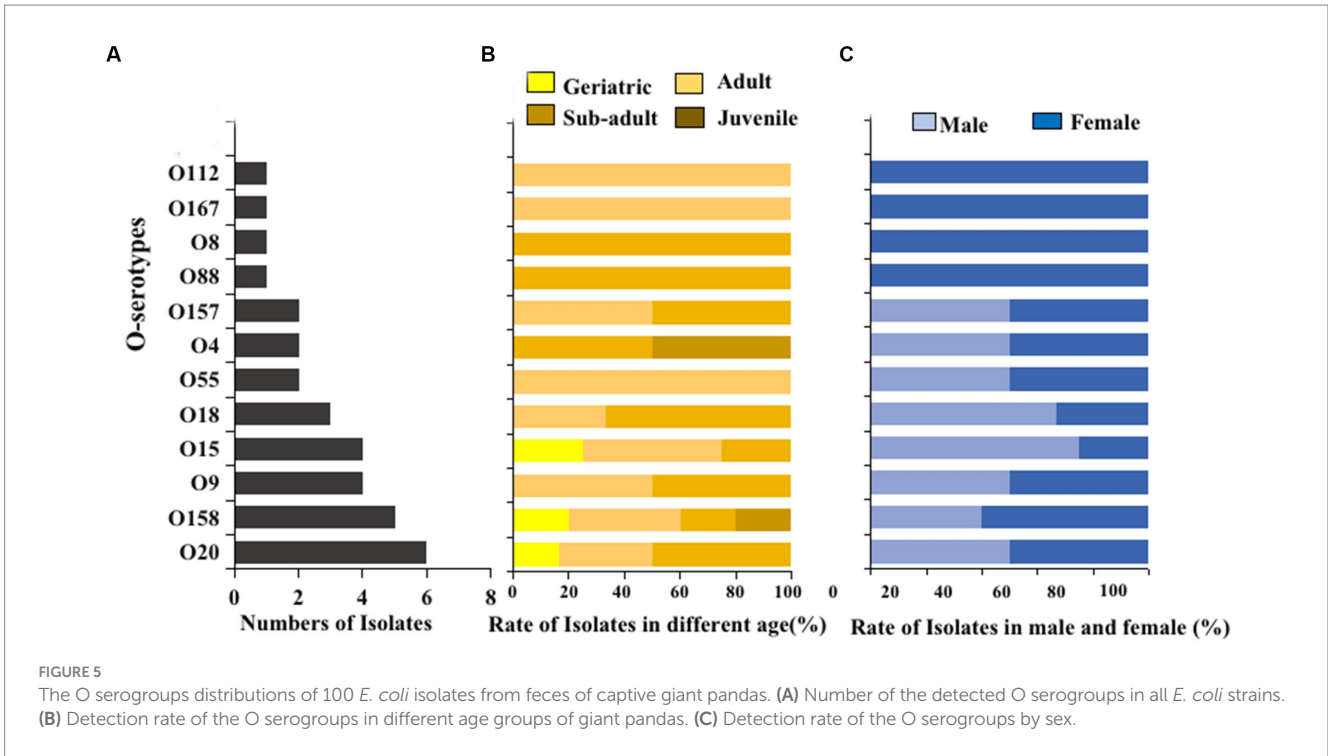 A
B
C
Geriatric
Adult
Sub-adult
Juvenile
Male
Female
O-serotypes
O112
O167
O8
O88
O157
O4
O55
O18
O15
O9
O158
O20
0 2 4 6 8
Numbers of Isolates
0 20 40 60 80 100
Rate of Isolates in different age(%)
0 20 40 60 80 100
Rate of Isolates in male and female (%)
FIGURE 5
The O serogroups distributions of 100 E. coli isolates from feces of captive giant pandas. (A) Number of the detected O serogroups in all E. coli strains.
(B) Detection rate of the O serogroups in different age groups of giant pandas. (C) Detection rate of the O serogroups by sex.